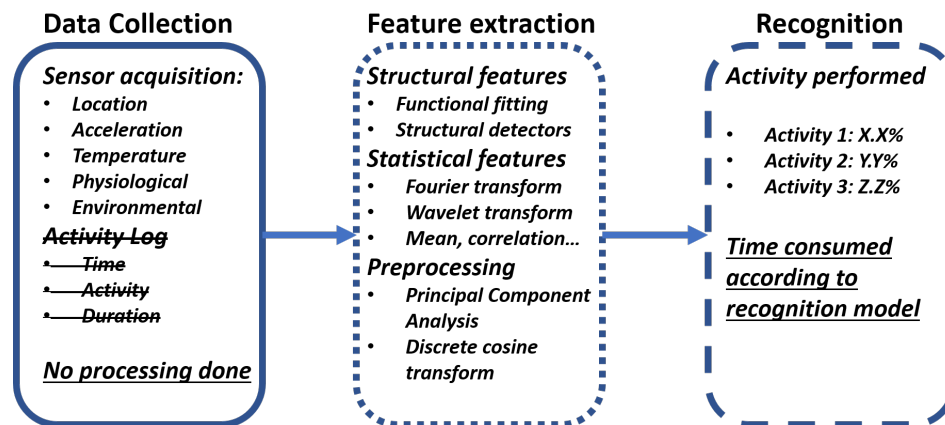 Data Collection
Sensor acquisition:
• Location
• Acceleration
• Temperature
• Physiological
• Environmental
Activity Log
• Time
• Activity
• Duration
No processing done
Feature extraction
Structural features
• Functional fitting
• Structural detectors
Statistical features
• Fourier transform
• Wavelet transform
• Mean, correlation...
Preprocessing
• Principal Component
Analysis
• Discrete cosine
transform
Recognition
Activity performed
• Activity 1: X.X%
• Activity 2: Y.Y%
• Activity 3: Z.Z%
Time consumed
according to
recognition model